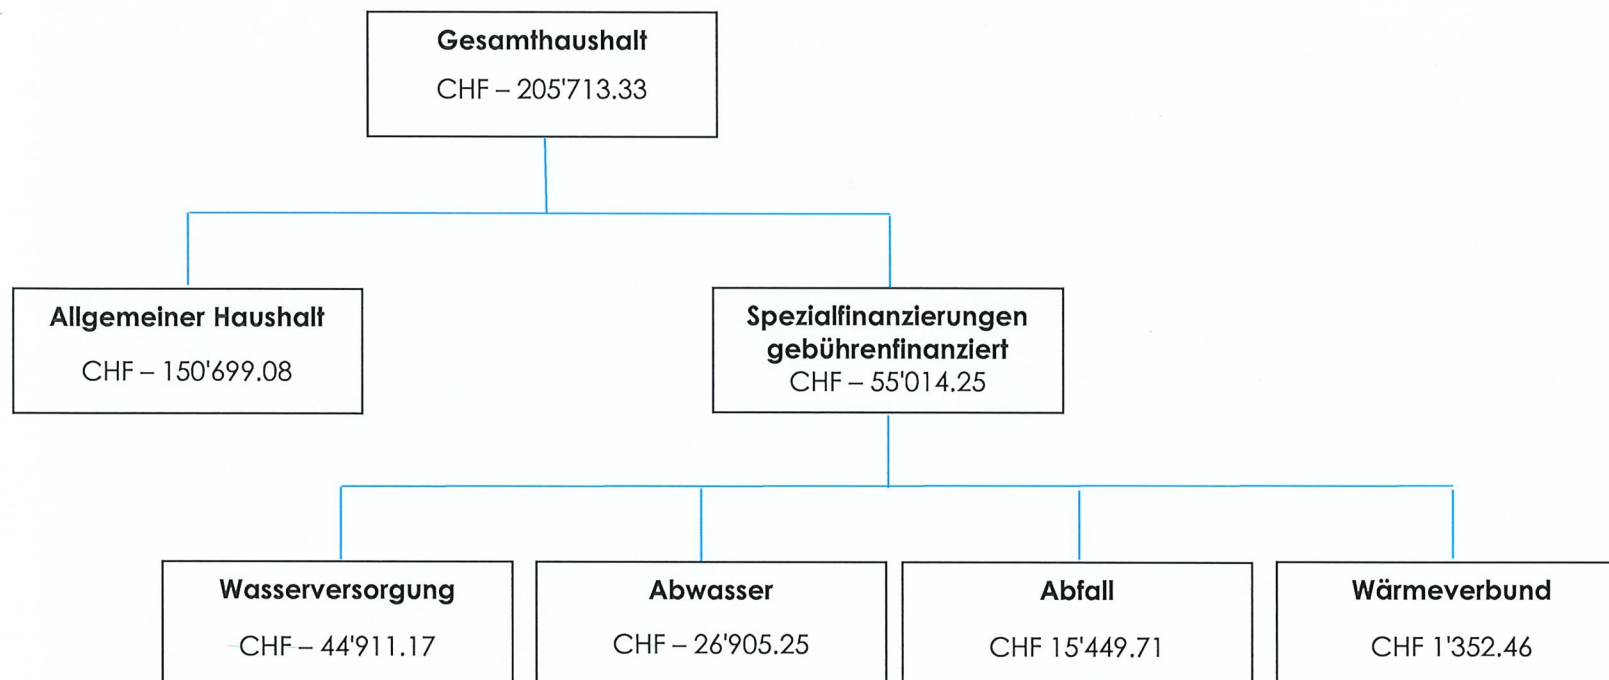 Gesamthaushalt
CHF – 205'713.33
Allgemeiner Haushalt
CHF – 150'699.08
Spezialfinanzierungen
gebührenfinanziert
CHF – 55'014.25
Wasserversorgung
CHF – 44'911.17
Abwasser
CHF – 26'905.25
Abfall
CHF 15'449.71
Wärmeverbund
CHF 1'352.46